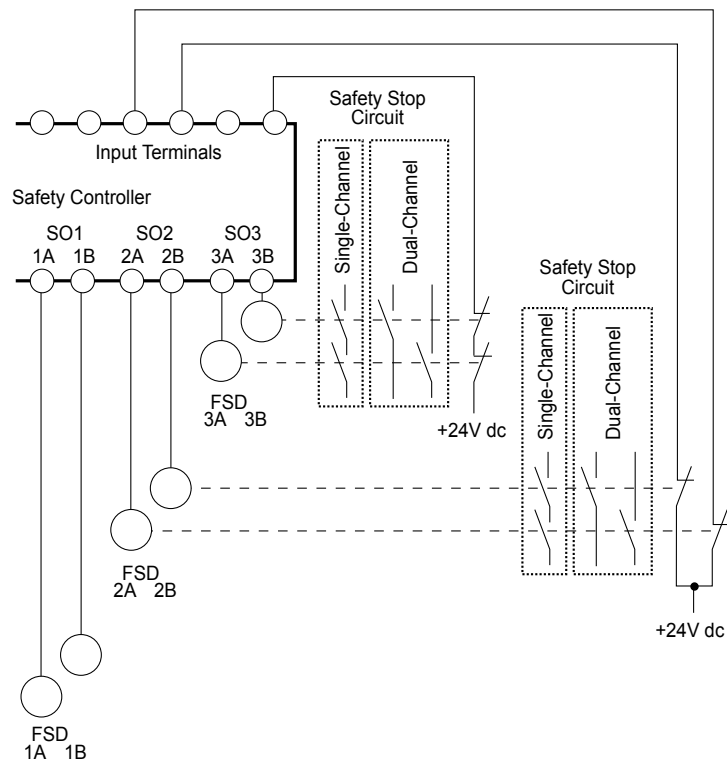 Safety Stop
Circuit
Input Terminals
Single-Channel
Dual-Channel
Safety Controller
SO1 SO2 SO3
1A 1B 2A 2B 3A 3B
Safety Stop
Circuit
Single-Channel
Dual-Channel
FSD
3A 3B
+24V dc
FSD
2A 2B
+24V dc
FSD
1A 1B